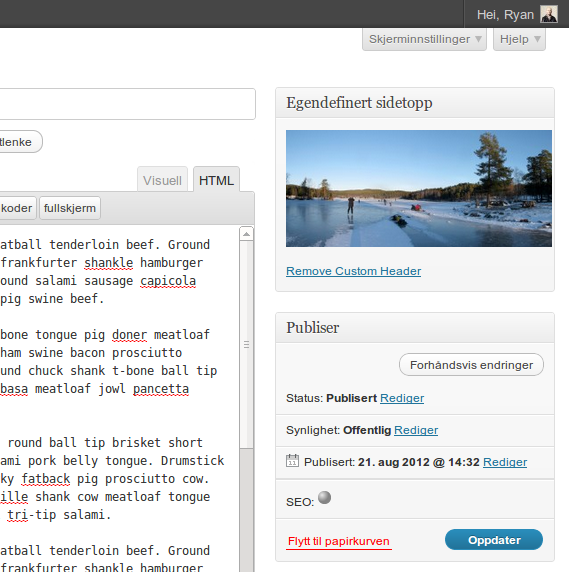 Hei, Ryan
Skjerminnstillinger
Hjelp
Egendefinert sidetopp
tlenke
Visuell
HTML
koder
fullskjerm
Remove Custom Header
atball tenderloin beef. Ground
frankfurter shankle hamburger
ound salami sausage capicola
pig swine beef.
bone tongue pig doner meatloaf
ham swine bacon prosciutto
und chuck shank t-bone ball tip
basa meatloaf jowl pancetta
round ball tip brisket short
ami pork belly tongue. Drumstick
ky fatback pig prosciutto cow.
ille shank cow meatloaf tongue
tri-tip salami.
atball tenderloin beef. Ground
frankfurter shankle hamburger
Publiser
Forhåndsvis endringer
Status: Publisert Rediger
Synlighet: Offentlig Rediger
Publisert: 21. aug 2012 @ 14:32 Rediger
SEO:
Flytt til papirkurven
Oppdater